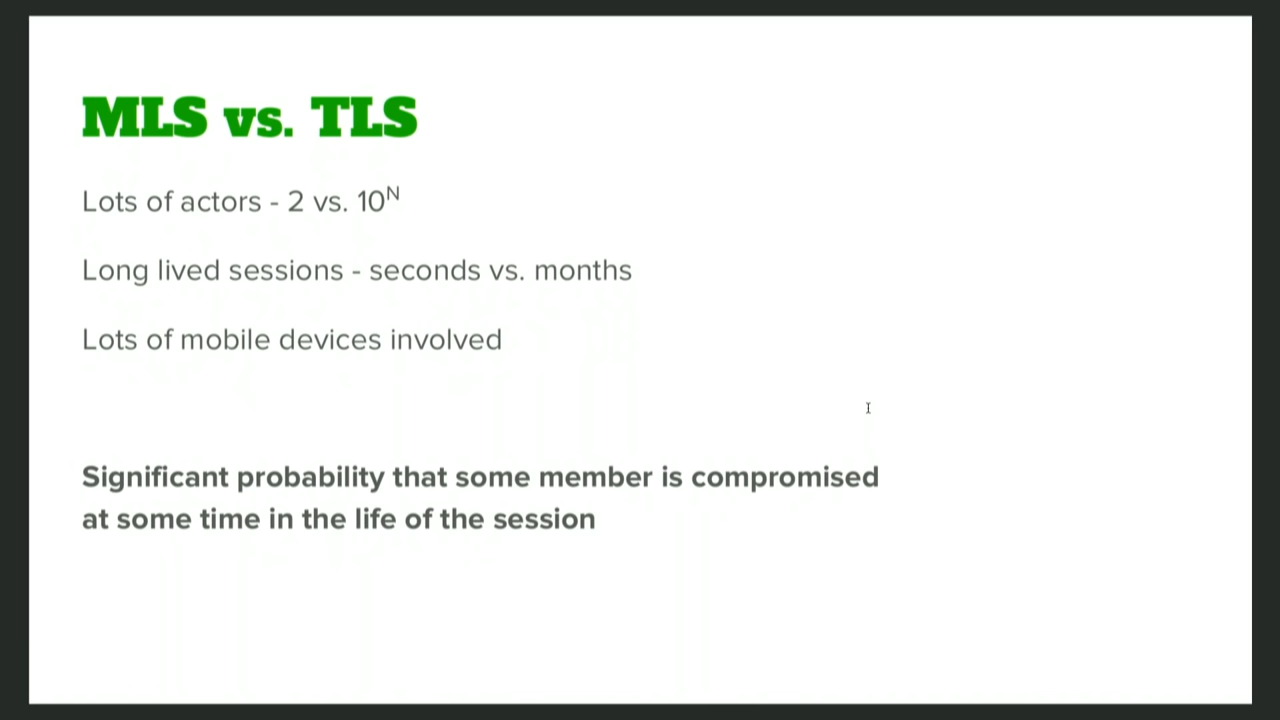 MLS vs. TLS
Lots of actors - 2 vs. 10ᴺ
Long lived sessions - seconds vs. months
Lots of mobile devices involved
Significant probability that some member is compromised
at some time in the life of the session